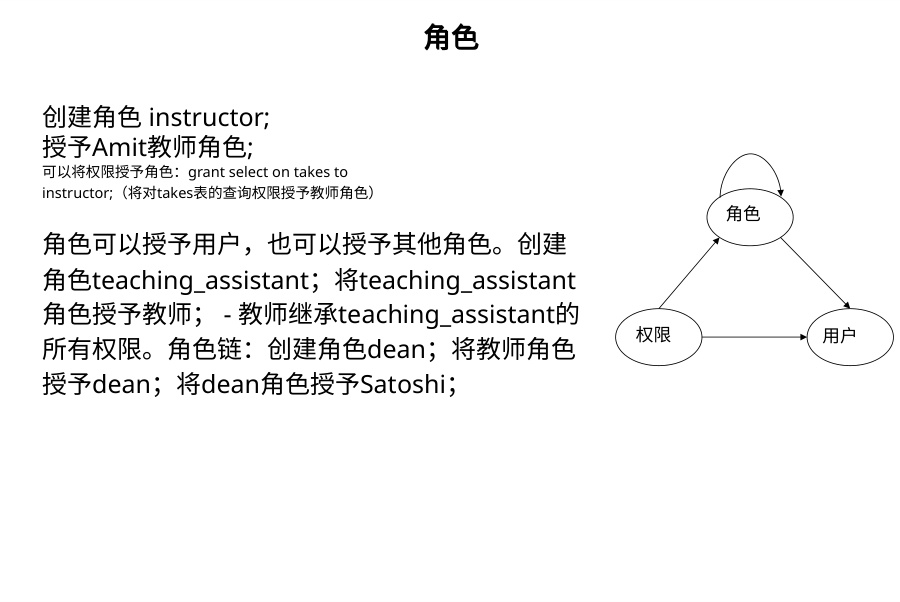 角色
创建角色 instructor;
授予Amit教师角色;
可以将权限授予角色：grant select on takes to
instructor;（将对takes表的查询权限授予教师角色）
角色可以授予用户，也可以授予其他角色。创建
角色teaching_assistant；将teaching_assistant
角色授予教师； - 教师继承teaching_assistant的
所有权限。角色链：创建角色dean；将教师角色
授予dean；将dean角色授予Satoshi；
角色
权限
用户